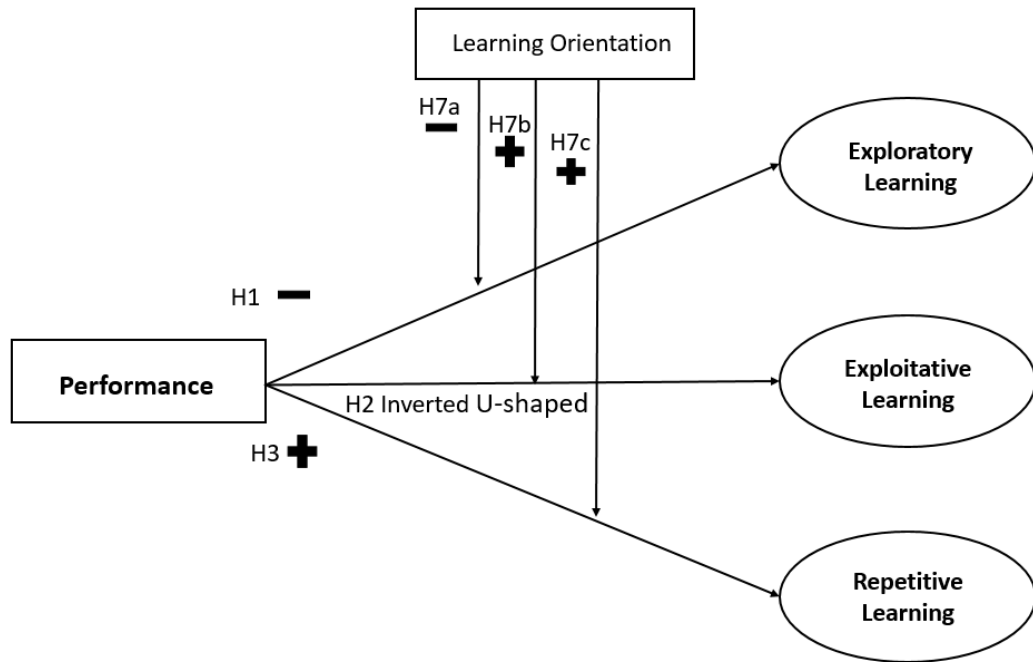 Learning Orientation
H7a
H7b
H7c
Exploratory
Learning
H1
Performance
Exploitative
Learning
H2 Inverted U-shaped
H3
Repetitive
Learning